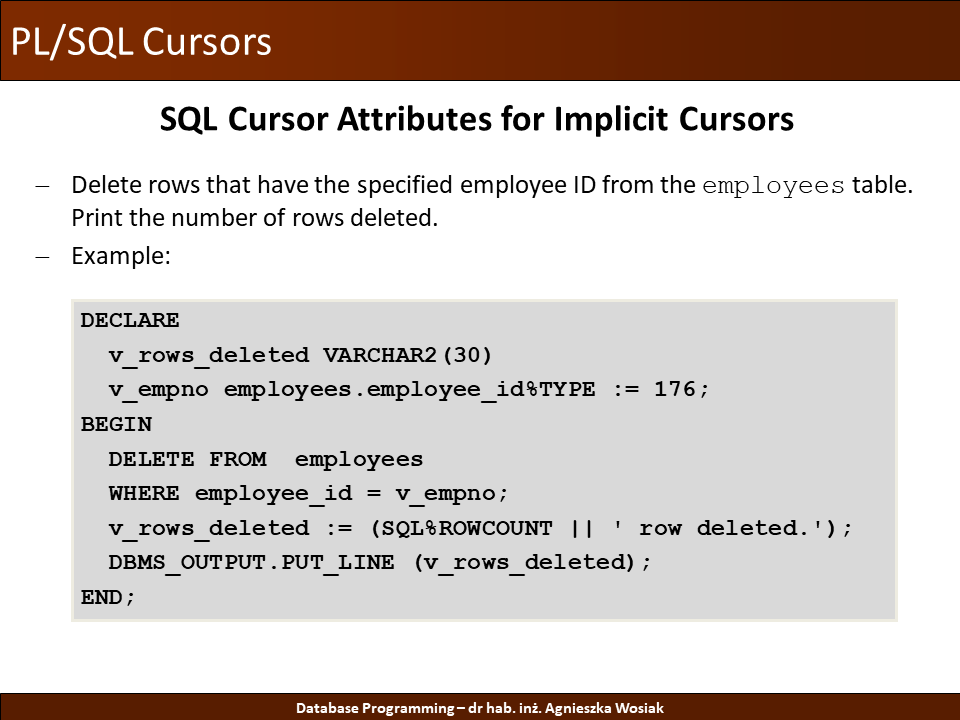 PL/SQL Cursors
SQL Cursor Attributes for Implicit Cursors
– Delete rows that have the specified employee ID from the employees table.
Print the number of rows deleted.
– Example:
DECLARE
  v_rows_deleted VARCHAR2(30)
  v_empno employees.employee_id%TYPE := 176;
BEGIN
  DELETE FROM  employees
  WHERE employee_id = v_empno;
  v_rows_deleted := (SQL%ROWCOUNT || ' row deleted.');
  DBMS_OUTPUT.PUT_LINE (v_rows_deleted);
END;
Database Programming – dr hab. inż. Agnieszka Wosiak